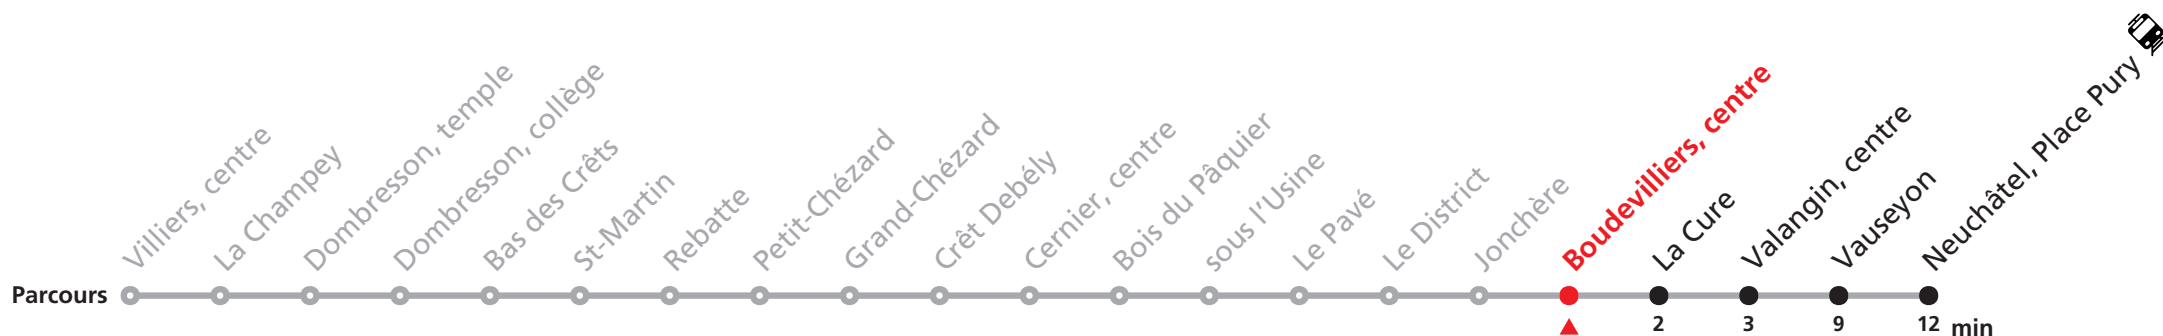 Villiers, centre
La Champey
Dombresson, temple
Dombresson, collège
Bas des Crêts
St-Martin
Rebatte
Petit-Chézard
Grand-Chézard
Crêt Debély
Cernier, centre
Bois du Pâquier
sous l'Usine
Le Pavé
Le District
Jonchère
Boudevilliers, centre
La Cure
Valangin, centre
Vauseyon
Neuchâtel, Place Pury
Parcours
2 3 9 12 min